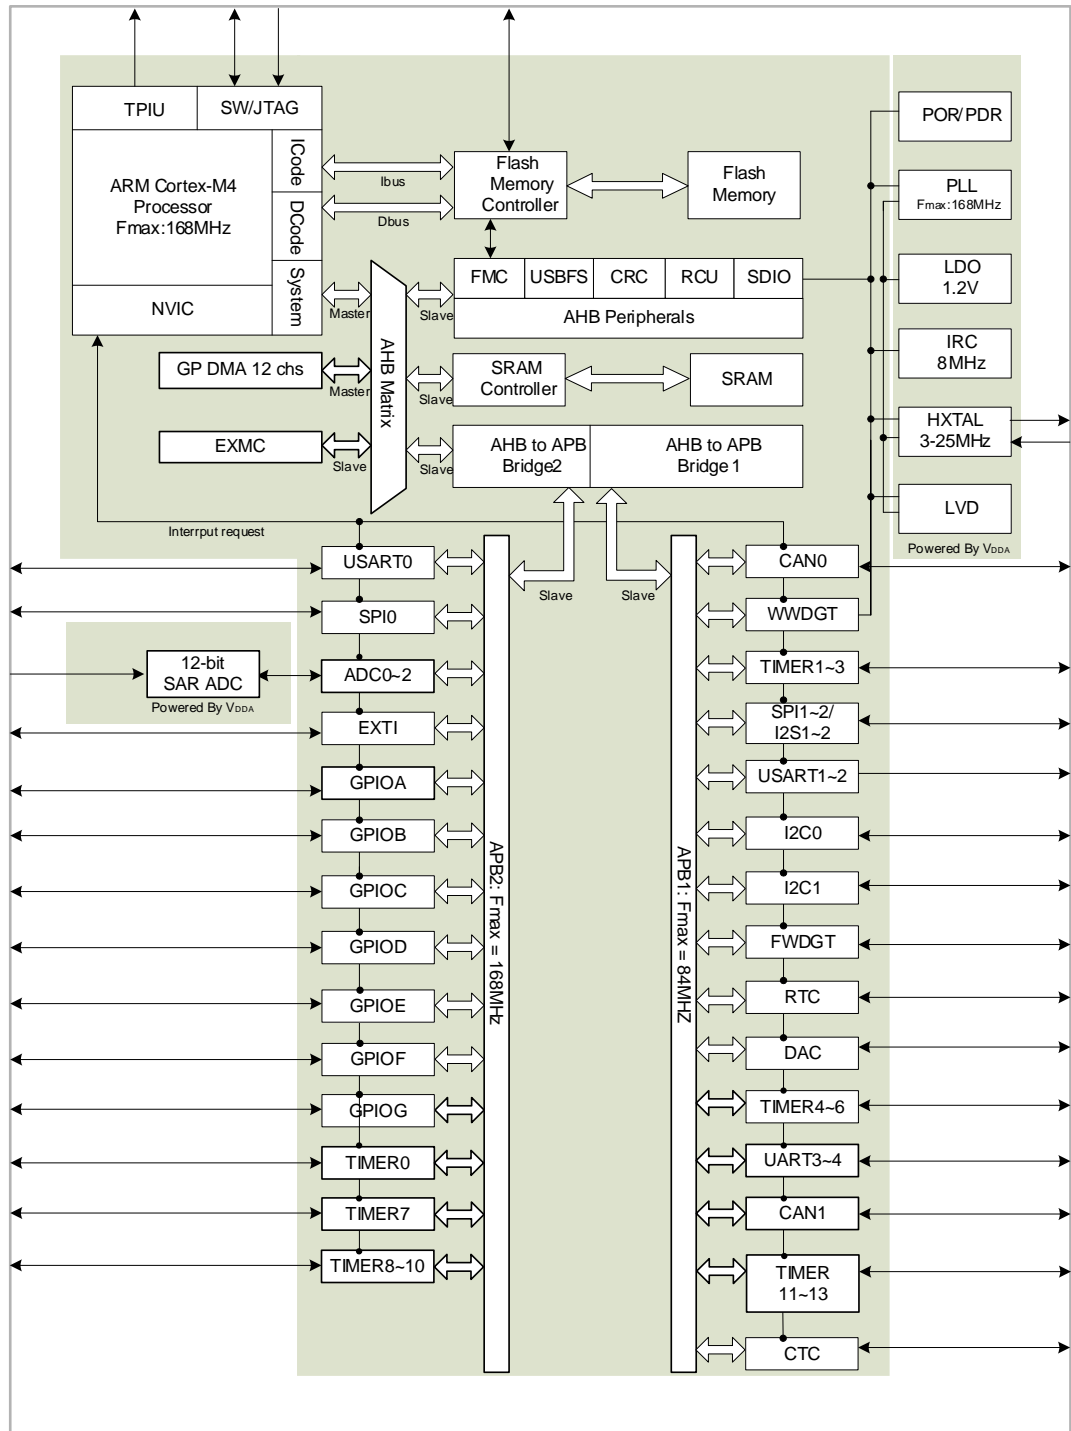 TPIU
SW/JTAG
ARM Cortex-M4
Processor
Fmax:168MHz
ICode
DCode
System
NVIC
Ibus
Dbus
Flash
Memory
Controller
Flash
Memory
FMC
USBFS
CRC
RCU
SDIO
AHB Peripherals
Master
Slave
GP DMA 12 chs
Master
Slave
SRAM
Controller
SRAM
AHB Matrix
EXMC
Slave
Slave
AHB to APB
Bridge2
AHB to APB
Bridge 1
POR/PDR
PLL
Fmax:168MHz
LDO
1.2V
IRC
8MHz
HXTAL
3-25MHz
LVD
Powered By VDDA
Interrput request
Slave
Slave
USART0
SPI0
12-bit
SAR ADC
Powered By VDDA
ADC0~2
EXTI
GPIOA
GPIOB
GPIOC
GPIOD
GPIOE
GPIOF
GPIOG
TIMER0
TIMER7
TIMER8~10
APB2: Fmax = 168MHz
APB1: Fmax = 84MHZ
CAN0
WWDGT
TIMER1~3
SPI1~2/
I2S1~2
USART1~2
I2C0
I2C1
FWDGT
RTC
DAC
TIMER4~6
UART3~4
CAN1
TIMER
11~13
CTC